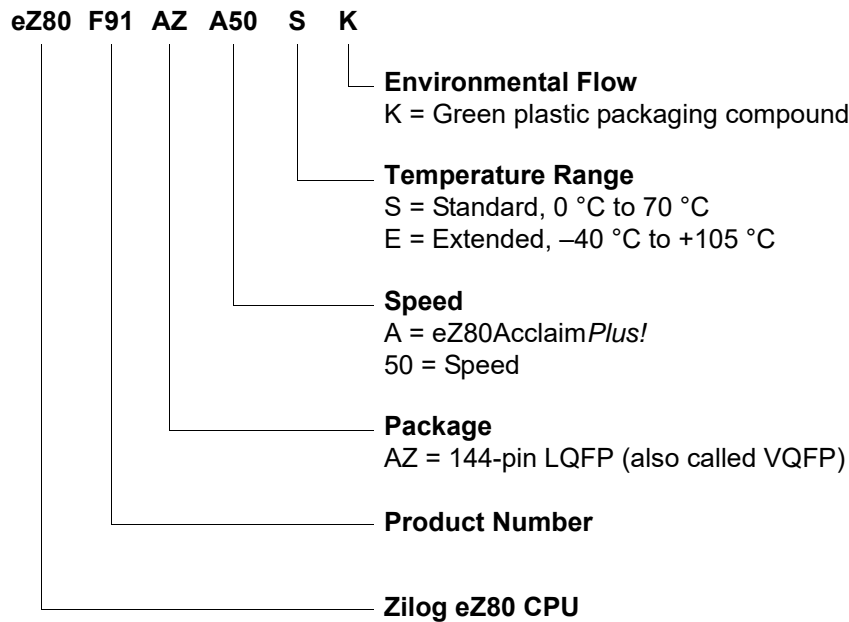 eZ80 F91 AZ A50 S K
Environmental Flow
K = Green plastic packaging compound
Temperature Range
S = Standard, 0 °C to 70 °C
E = Extended, –40 °C to +105 °C
Speed
A = eZ80AcclaimPlus!
50 = Speed
Package
AZ = 144-pin LQFP (also called VQFP)
Product Number
Zilog eZ80 CPU